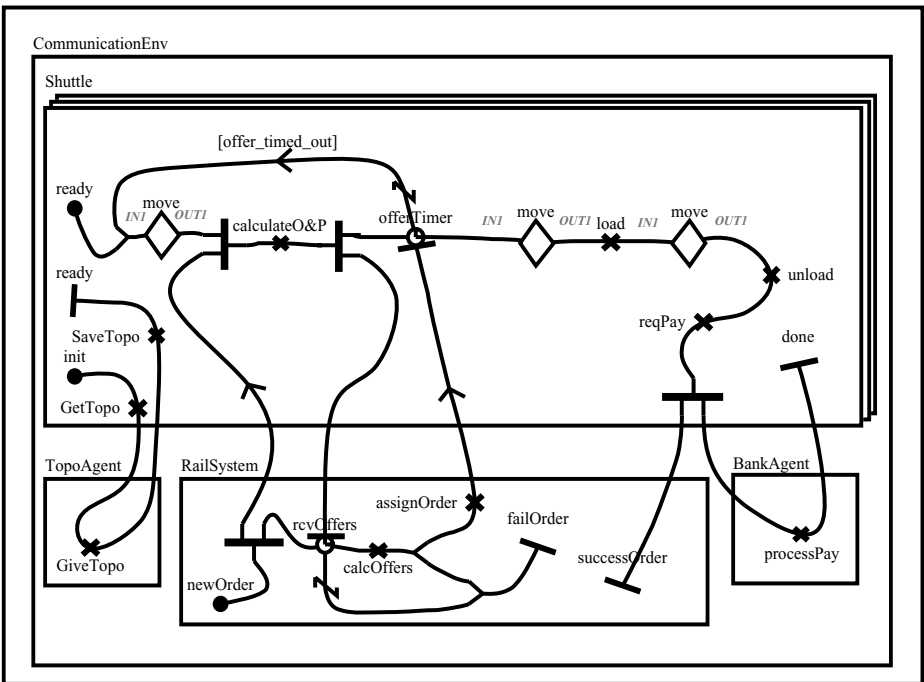 CommunicationEnv
Shuttle
[offer_timed_out]
ready
move
IN1
OUT1
calculateO&P
offerTimer
IN1
move
OUT1
load
IN1
move
OUT1
ready
unload
SaveTopo
reqPay
done
init
GetTopo
TopoAgent
RailSystem
BankAgent
assignOrder
rcvOffers
failOrder
GiveTopo
calcOffers
successOrder
processPay
newOrder